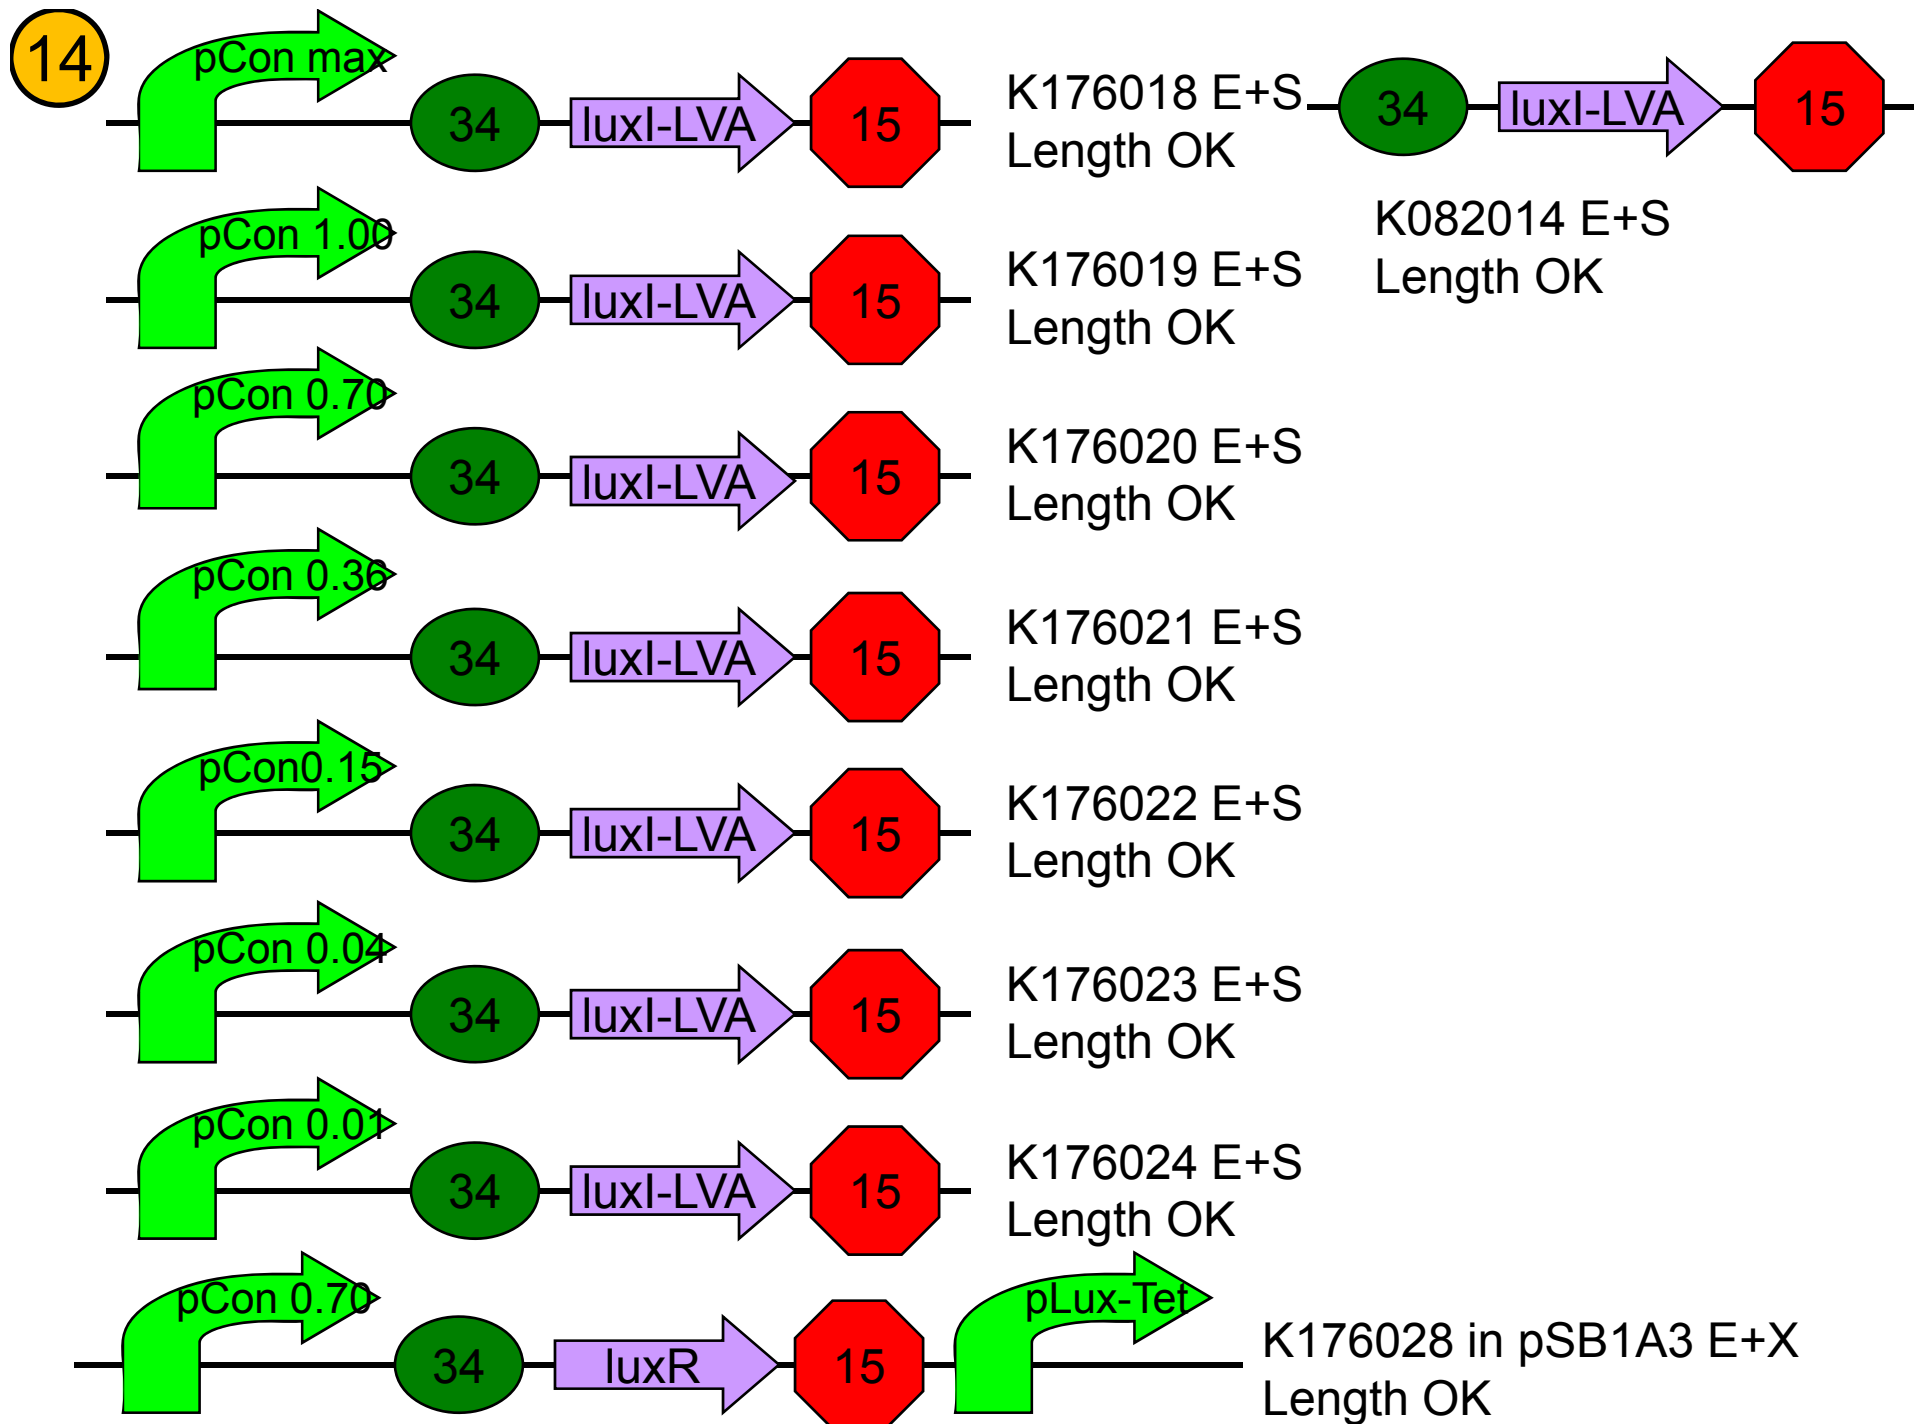 14
pCon max
34
luxI-LVA
15
K176018 E+S
Length OK
34
luxI-LVA
15
K082014 E+S
Length OK
pCon 1.00
34
luxI-LVA
15
K176019 E+S
Length OK
pCon 0.70
34
luxI-LVA
15
K176020 E+S
Length OK
pCon 0.36
34
luxI-LVA
15
K176021 E+S
Length OK
pCon0.15
34
luxI-LVA
15
K176022 E+S
Length OK
pCon 0.04
34
luxI-LVA
15
K176023 E+S
Length OK
pCon 0.01
34
luxI-LVA
15
K176024 E+S
Length OK
pCon 0.70
34
luxR
15
pLux-Tet
K176028 in pSB1A3 E+X
Length OK